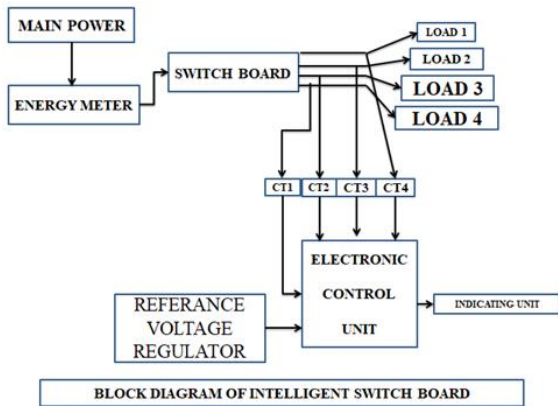 MAIN POWER
LOAD 1
LOAD 2
SWITCH BOARD
ENERGY METER
LOAD 3
LOAD 4
CT1
CT2
CT3
CT4
ELECTRONIC
CONTROL
UNIT
REFERANCE
VOLTAGE
REGULATOR
INDICATING UNIT
BLOCK DIAGRAM OF INTELLIGENT SWITCH BOARD